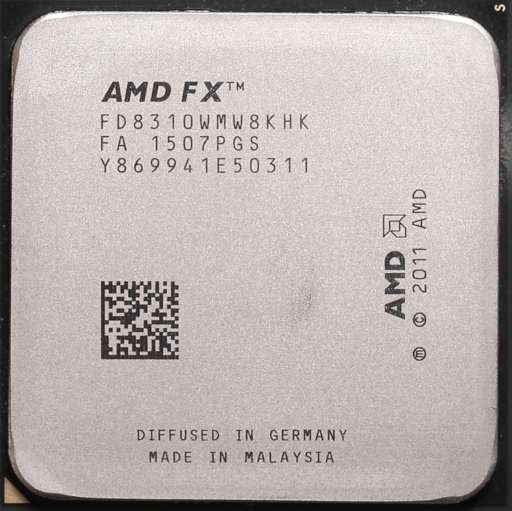 AMD FX™
FD8310WMW8KHK
FA 1507PGS
Y869941E50311
AMD
ⓜ © 2011 AMD
DIFFUSED IN GERMANY
MADE IN MALAYSIA
S